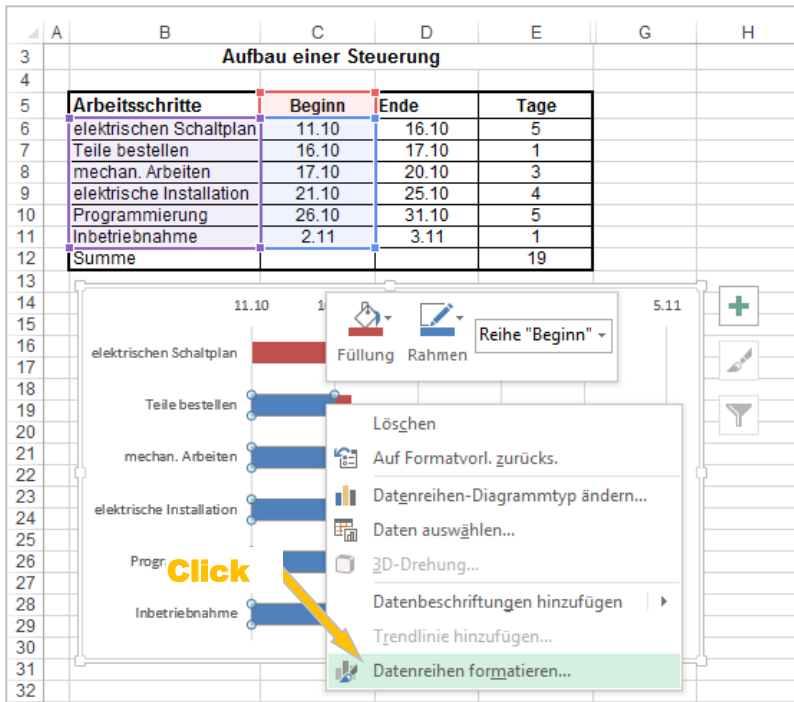 A B C D E G H
3 Aufbau einer Steuerung
4
5 Arbeitsschritte Beginn Ende Tage
6 elektrischen Schaltplan 11.10 16.10 5
7 Teile bestellen 16.10 17.10 1
8 mechan. Arbeiten 17.10 20.10 3
9 elektrische Installation 21.10 25.10 4
10 Programmierung 26.10 31.10 5
11 Inbetriebnahme 2.11 3.11 1
12 Summe 19
13
14 11.10 5.11
15 Reihe "Beginn"
16 elektrischen Schaltplan Füllung Rahmen
17
18
19 Teile bestellen
20 Löschen
21 mechan. Arbeiten Auf Formatvorl. zurücks.
22
23 Datenreihen-Diagrammtyp ändern...
24 elektrische Installation
25 Daten auswählen...
26 Click 3D-Drehung...
27
28 Inbetriebnahme Datenbeschriftungen hinzufügen
29
30 Trendlinie hinzufügen...
31 Datenreihen formatieren...
32